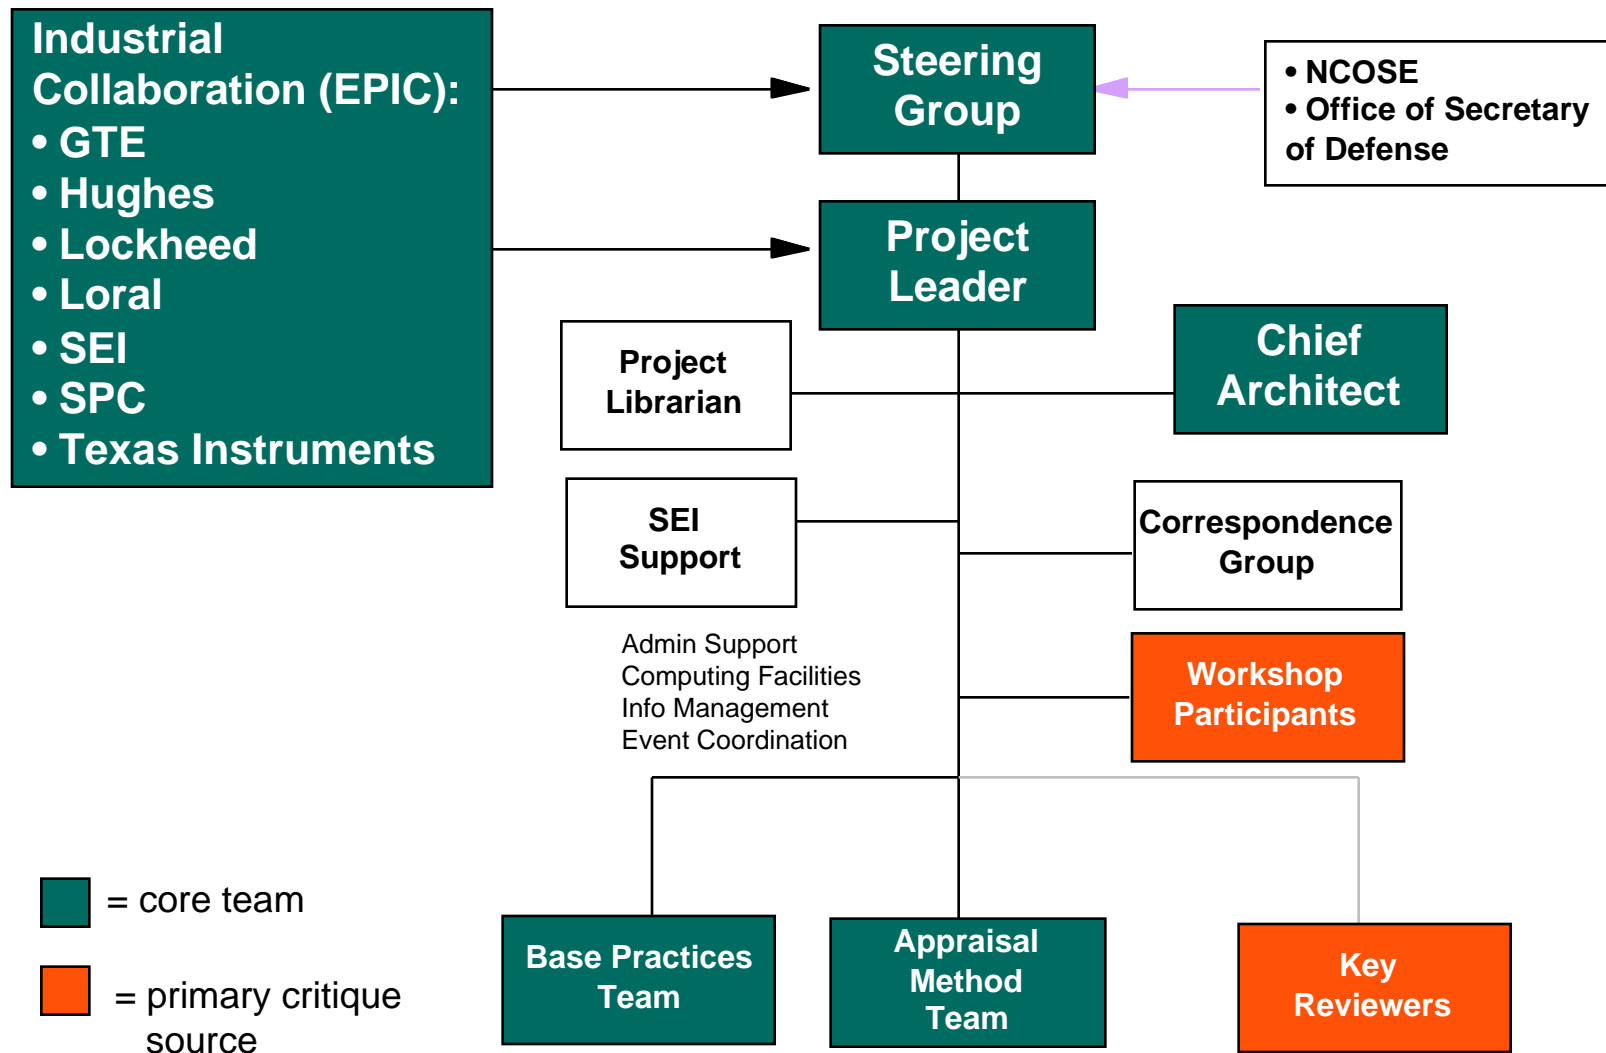 Industrial
Collaboration (EPIC):
• GTE
• Hughes
• Lockheed
• Loral
• SEI
• SPC
• Texas Instruments
Steering
Group
• NCOSE
• Office of Secretary
of Defense
Project
Leader
Project
Librarian
Chief
Architect
SEI
Support
Correspondence
Group
Admin Support
Computing Facilities
Info Management
Event Coordination
Workshop
Participants
= core team
= primary critique
source
Base Practices
Team
Appraisal
Method
Team
Key
Reviewers